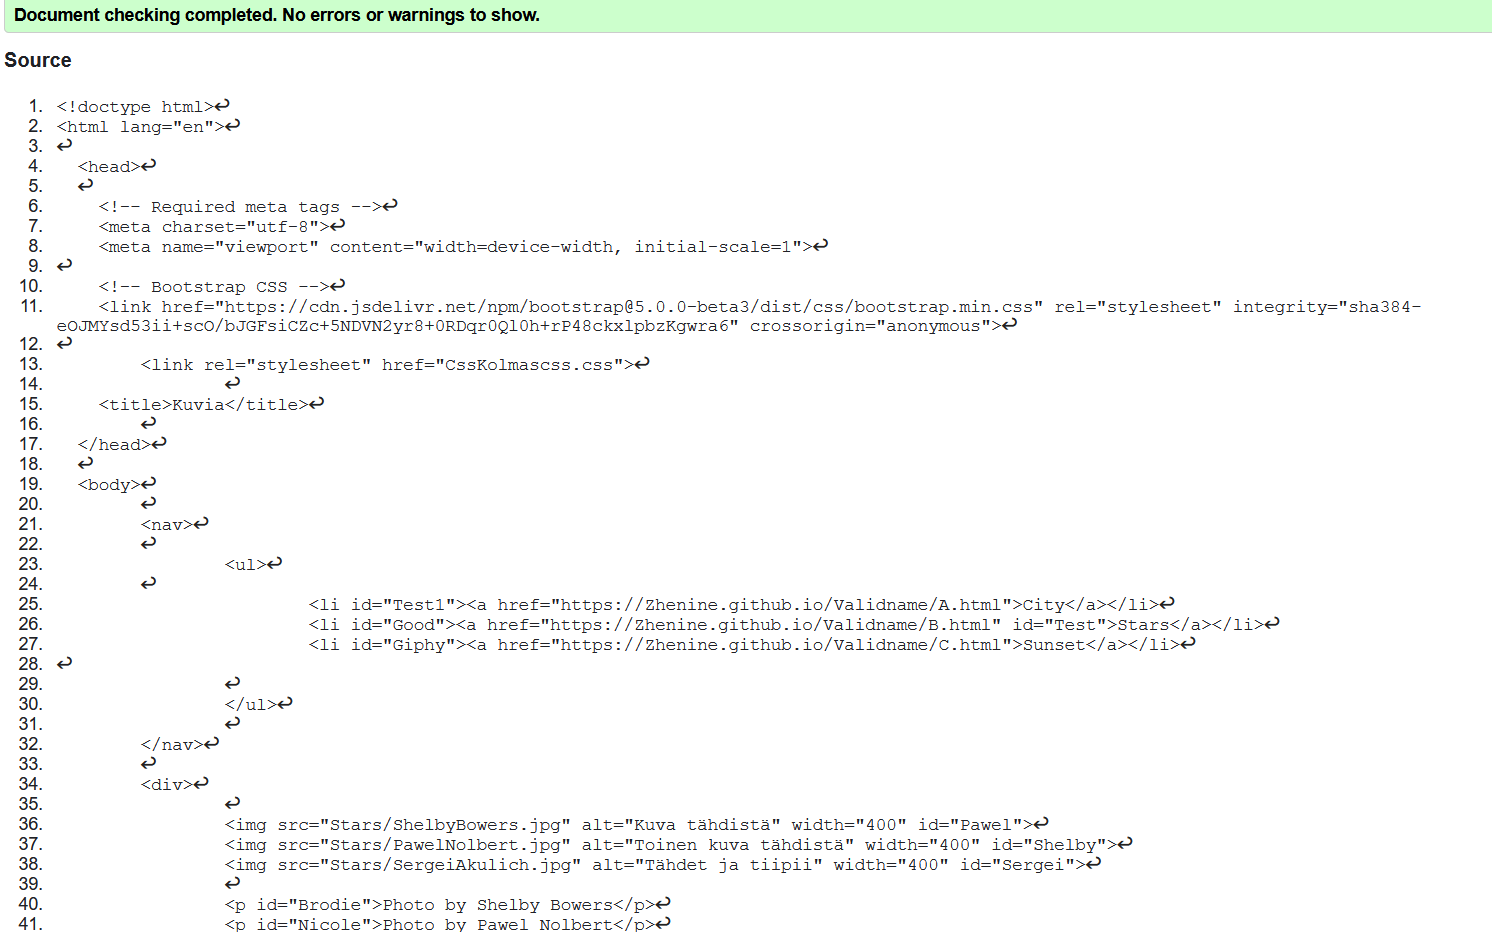 Document checking completed. No errors or warnings to show.
Source
1. <!doctype html>↩
2. <html lang="en">↩
3. ↩
4. <head>↩
5. ↩
6. <!-- Required meta tags -->↩
7. <meta charset="utf-8">↩
8. <meta name="viewport" content="width=device-width, initial-scale=1">↩
9. ↩
10. <!-- Bootstrap CSS -->↩
11. <link href="https://cdn.jsdelivr.net/npm/bootstrap@5.0.0-beta3/dist/css/bootstrap.min.css" rel="stylesheet" integrity="sha384-
eOJMYsd53ii+scO/bJGFsiCZc+5NDVN2yr8+0RDqr0Ql0h+rP48ckxlpbzKgwra6" crossorigin="anonymous">↩
12. ↩
13. <link rel="stylesheet" href="CssKolmascss.css">↩
14. ↩
15. <title>Kuvia</title>↩
16. ↩
17. </head>↩
18. ↩
19. <body>↩
20. ↩
21. <nav>↩
22. ↩
23. <ul>↩
24. ↩
25. <li id="Test1"><a href="https://Zhenine.github.io/Validname/A.html">City</a></li>↩
26. <li id="Good"><a href="https://Zhenine.github.io/Validname/B.html" id="Test">Stars</a></li>↩
27. <li id="Giphy"><a href="https://Zhenine.github.io/Validname/C.html">Sunset</a></li>↩
28. ↩
29. ↩
30. </ul>↩
31. ↩
32. </nav>↩
33. ↩
34. <div>↩
35. ↩
36. <img src="Stars/ShelbyBowers.jpg" alt="Kuva tähdistä" width="400" id="Pawel">↩
37. <img src="Stars/PawelNolbert.jpg" alt="Toinen kuva tähdistä" width="400" id="Shelby">↩
38. <img src="Stars/SergeiAkulich.jpg" alt="Tähdet ja tiipii" width="400" id="Sergei">↩
39. ↩
40. <p id="Brodie">Photo by Shelby Bowers</p>↩
41. <p id="Nicole">Photo by Pawel Nolbert</p>↩